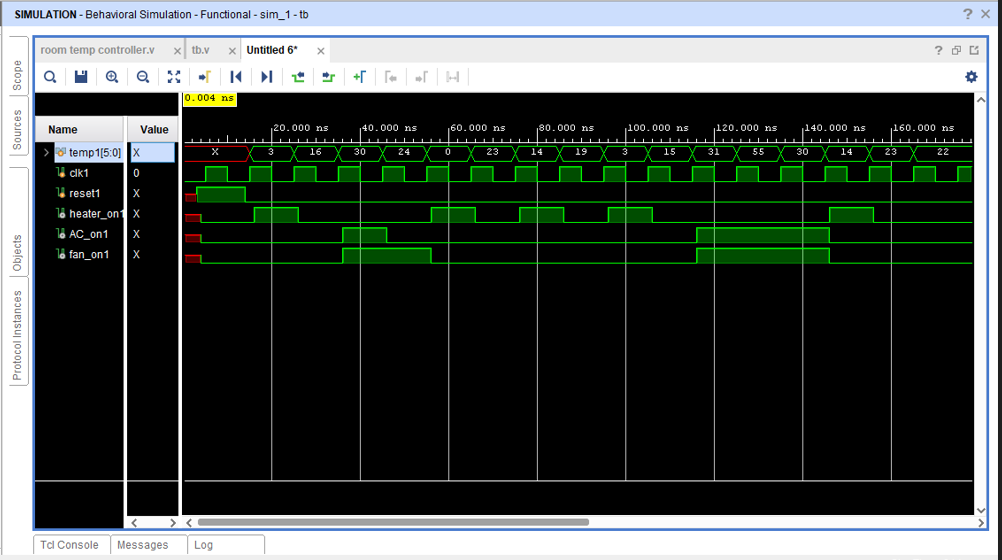 SIMULATION - Behavioral Simulation - Functional - sim_1 - tb
?
Scope
Sources
Objects
Protocol Instances
room temp controller.v
tb.v
Untitled 6*
?
0.004 ns
Name Value
20.000 ns 40.000 ns 60.000 ns 80.000 ns 100.000 ns 120.000 ns 140.000 ns 160.000 ns
temp1[5:0] X X 3 16 30 24 0 23 14 19 3 15 31 55 30 14 23 22
clk1 0
reset1 X
heater_on1 X
AC_on1 X
fan_on1 X
Tcl Console Messages Log